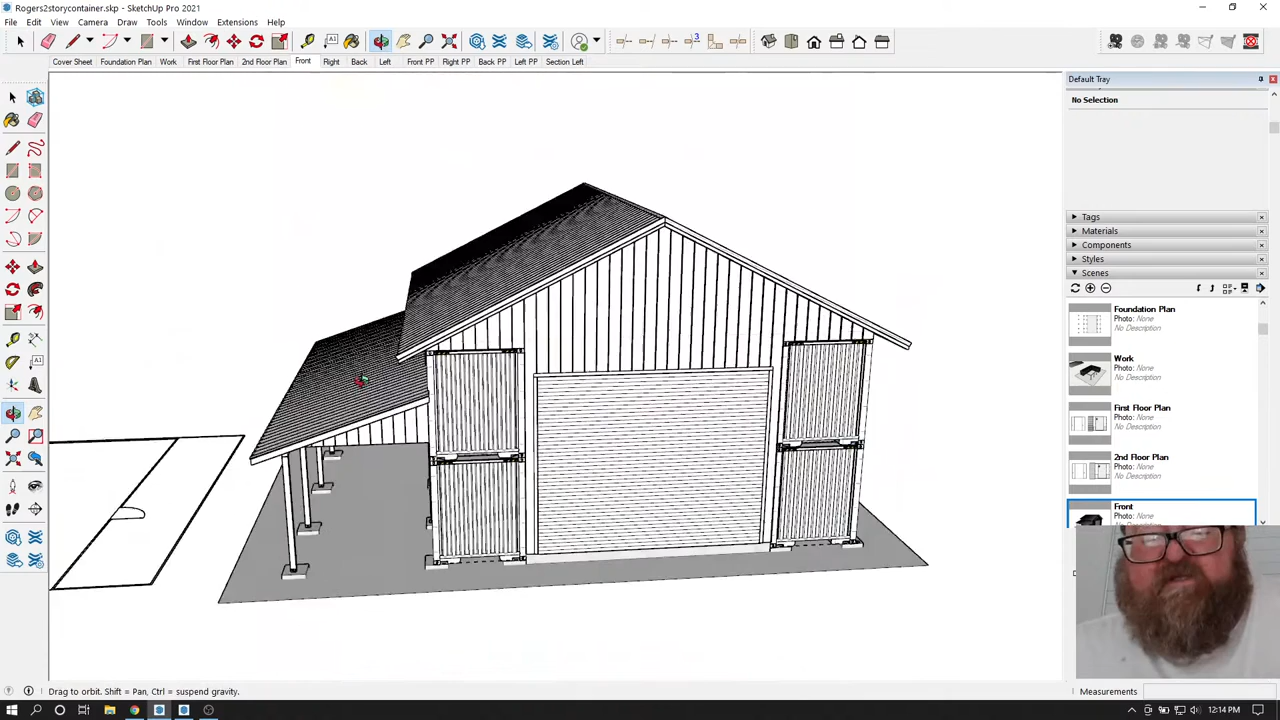 Rogers2storycontainer.skp - SketchUp Pro 2021
File Edit View Camera Draw Tools Window Extensions Help
Cover Sheet Foundation Plan Work First Floor Plan 2nd Floor Plan Front Right Back Left Front PP Right PP Back PP Left PP Section Left
Default Tray
No Selection
Tags
Materials
Components
Styles
Scenes
Foundation Plan
Photo: None
No Description
Work
Photo: None
No Description
First Floor Plan
Photo: None
No Description
2nd Floor Plan
Photo: None
No Description
Front
Photo: None
No Description
Drag to orbit. Shift = Pan, Ctrl = suspend gravity.
Measurements
12:14 PM